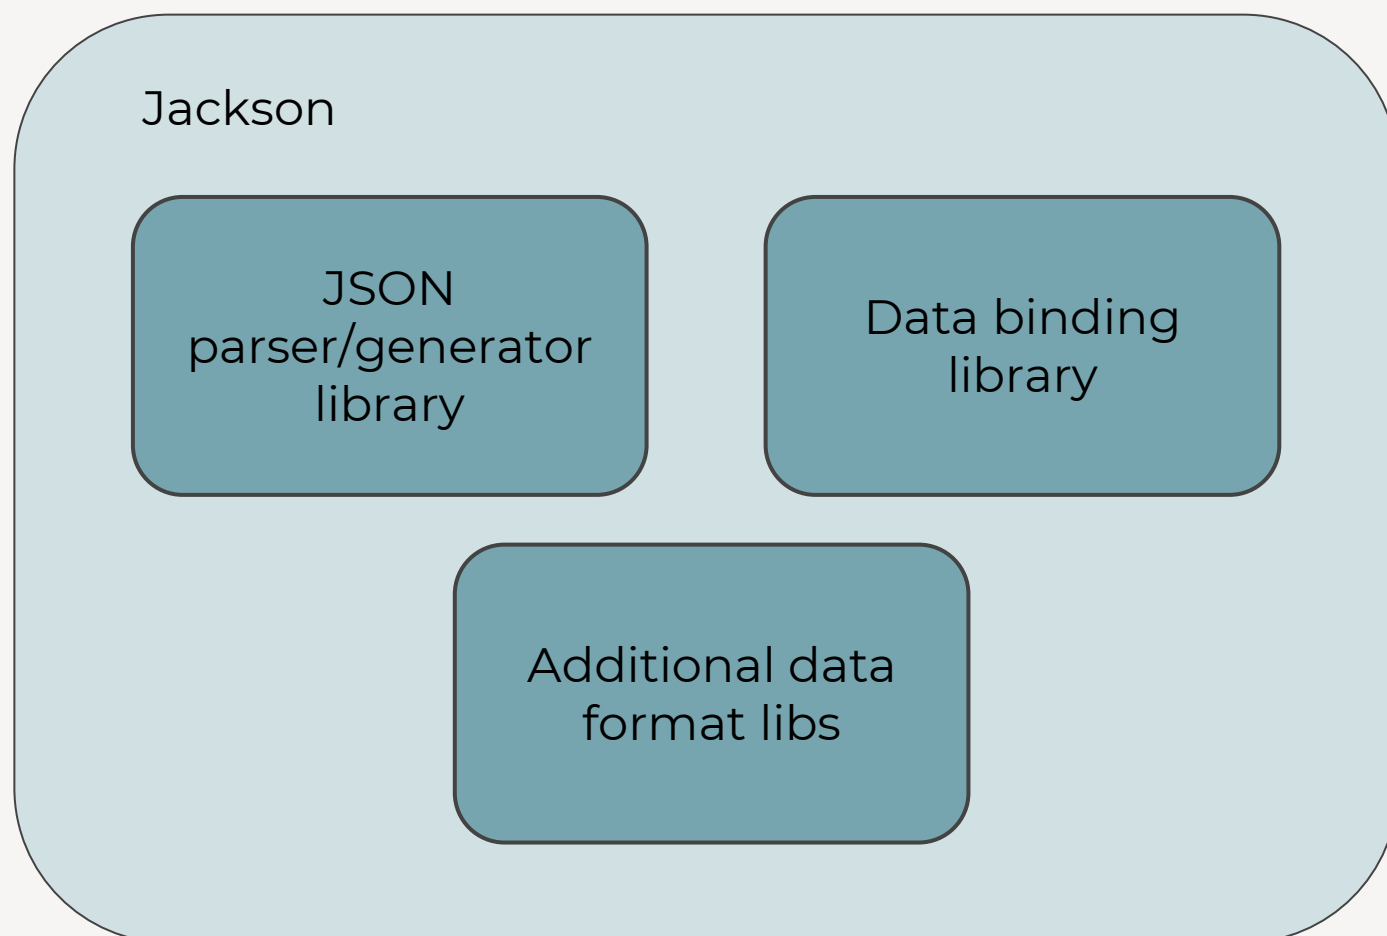 Jackson
JSON
parser/generator
library
Data binding
library
Additional data
format libs